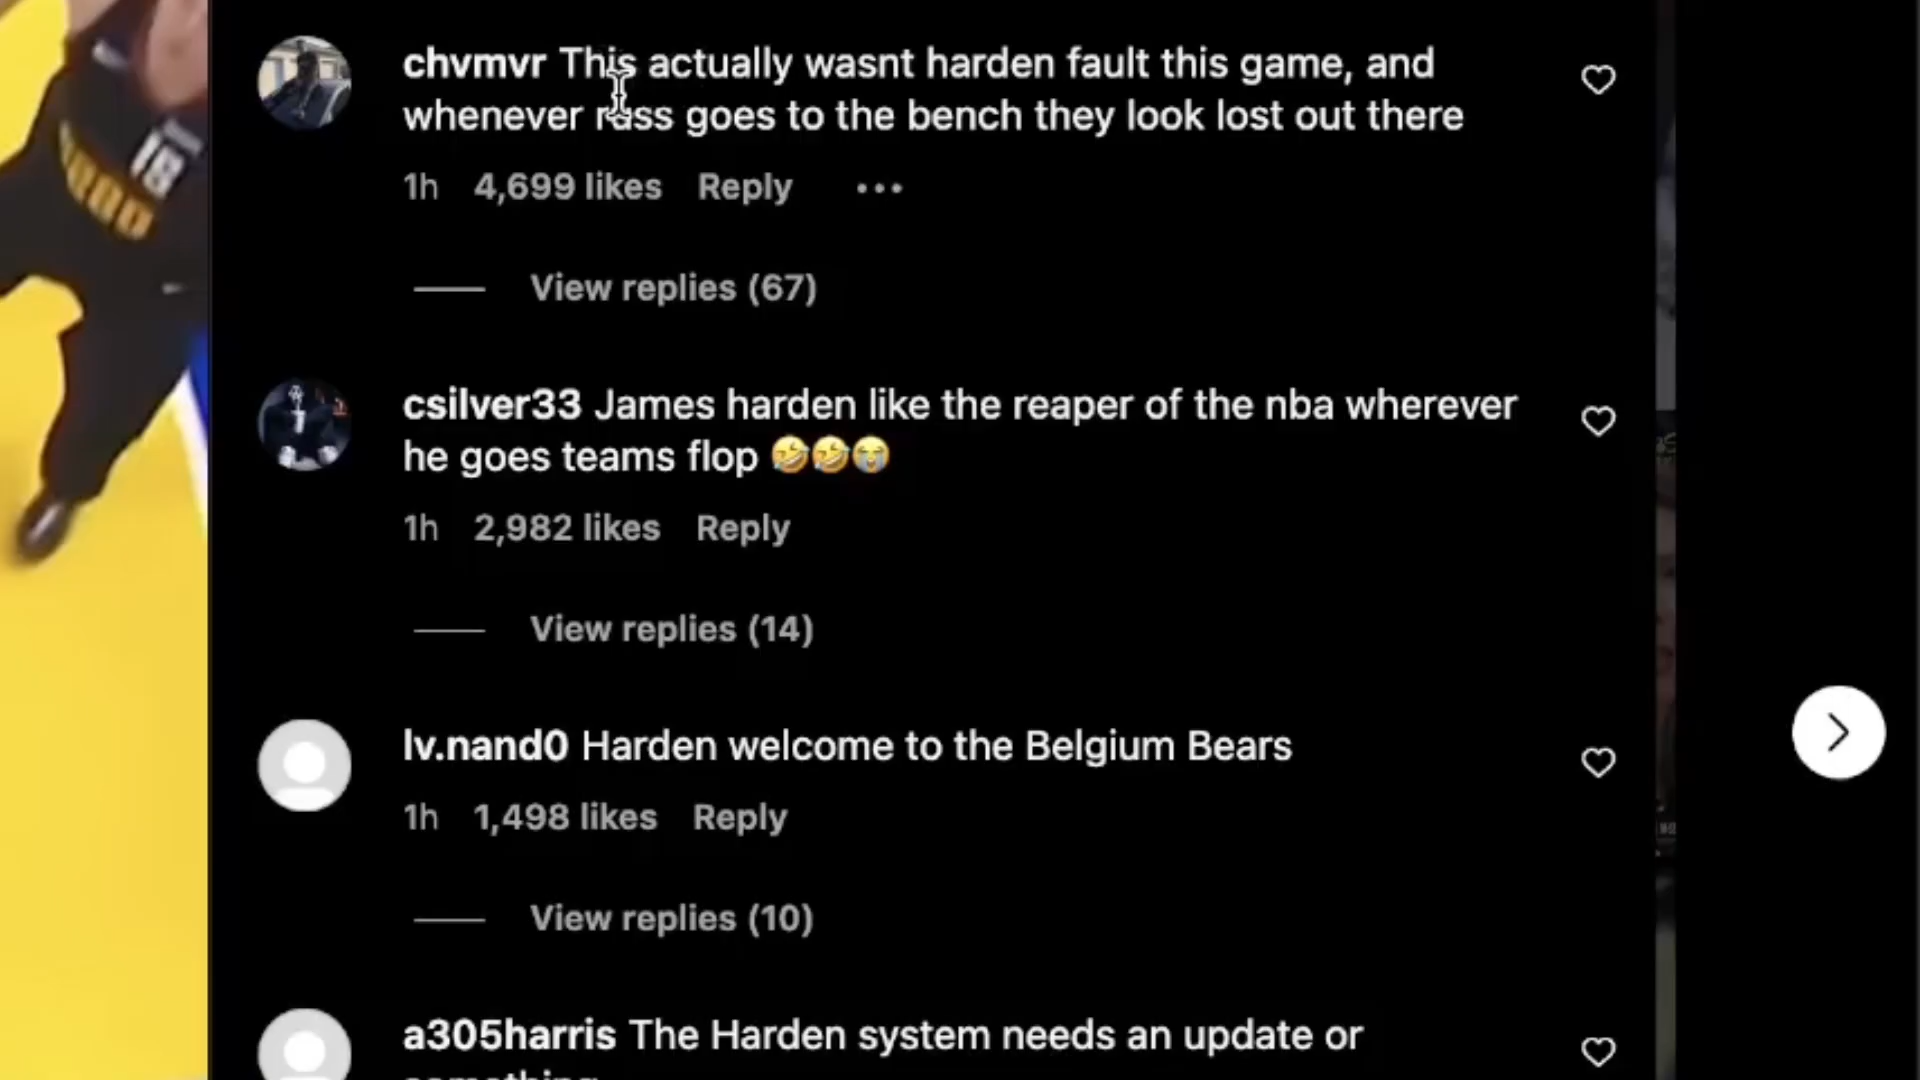 chvmvr This actually wasnt harden fault this game, and
whenever russ goes to the bench they look lost out there
1h 4,699 likes Reply •••
View replies (67)
csilver33 James harden like the reaper of the nba wherever
he goes teams flop 🤣🤣😭
1h 2,982 likes Reply
View replies (14)
lv.nand0 Harden welcome to the Belgium Bears
1h 1,498 likes Reply
View replies (10)
a305harris The Harden system needs an update or
something
18